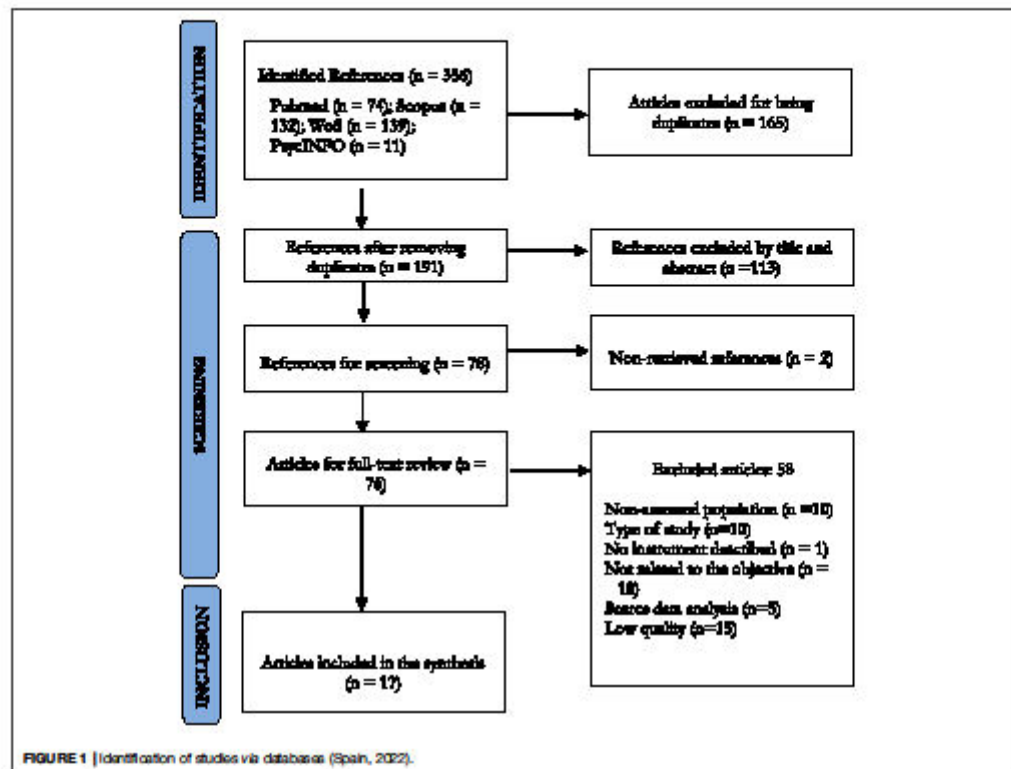 IDENTIFICATION
Identified References (n = 356)
Pubmed (n = 74); Scopus (n =
132); WoS (n = 139);
PsycINFO (n = 11)
Articles excluded for being
duplicates (n = 165)
SCREENING
References after removing
duplicates (n = 191)
References excluded by title and
abstract (n =113)
References for screening (n = 78)
Non-retrieved references (n = 2)
Articles for full-text review (n =
76)
Excluded articles: 58
Non-assessed population (n =10)
Type of study (n=10)
No instrument described (n = 1)
Not related to the objective (n =
18)
Scarce data analysis (n=5)
Low quality (n=15)
INCLUSION
Articles included in the synthesis
(n = 17)
FIGURE 1 | Identification of studies via databases (Spain, 2022).